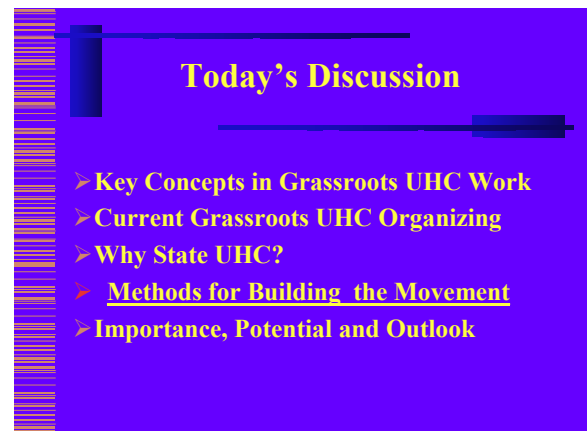 Today's Discussion
➢Key Concepts in Grassroots UHC Work
➢Current Grassroots UHC Organizing
➢Why State UHC?
➢ Methods for Building  the Movement
➢Importance, Potential and Outlook